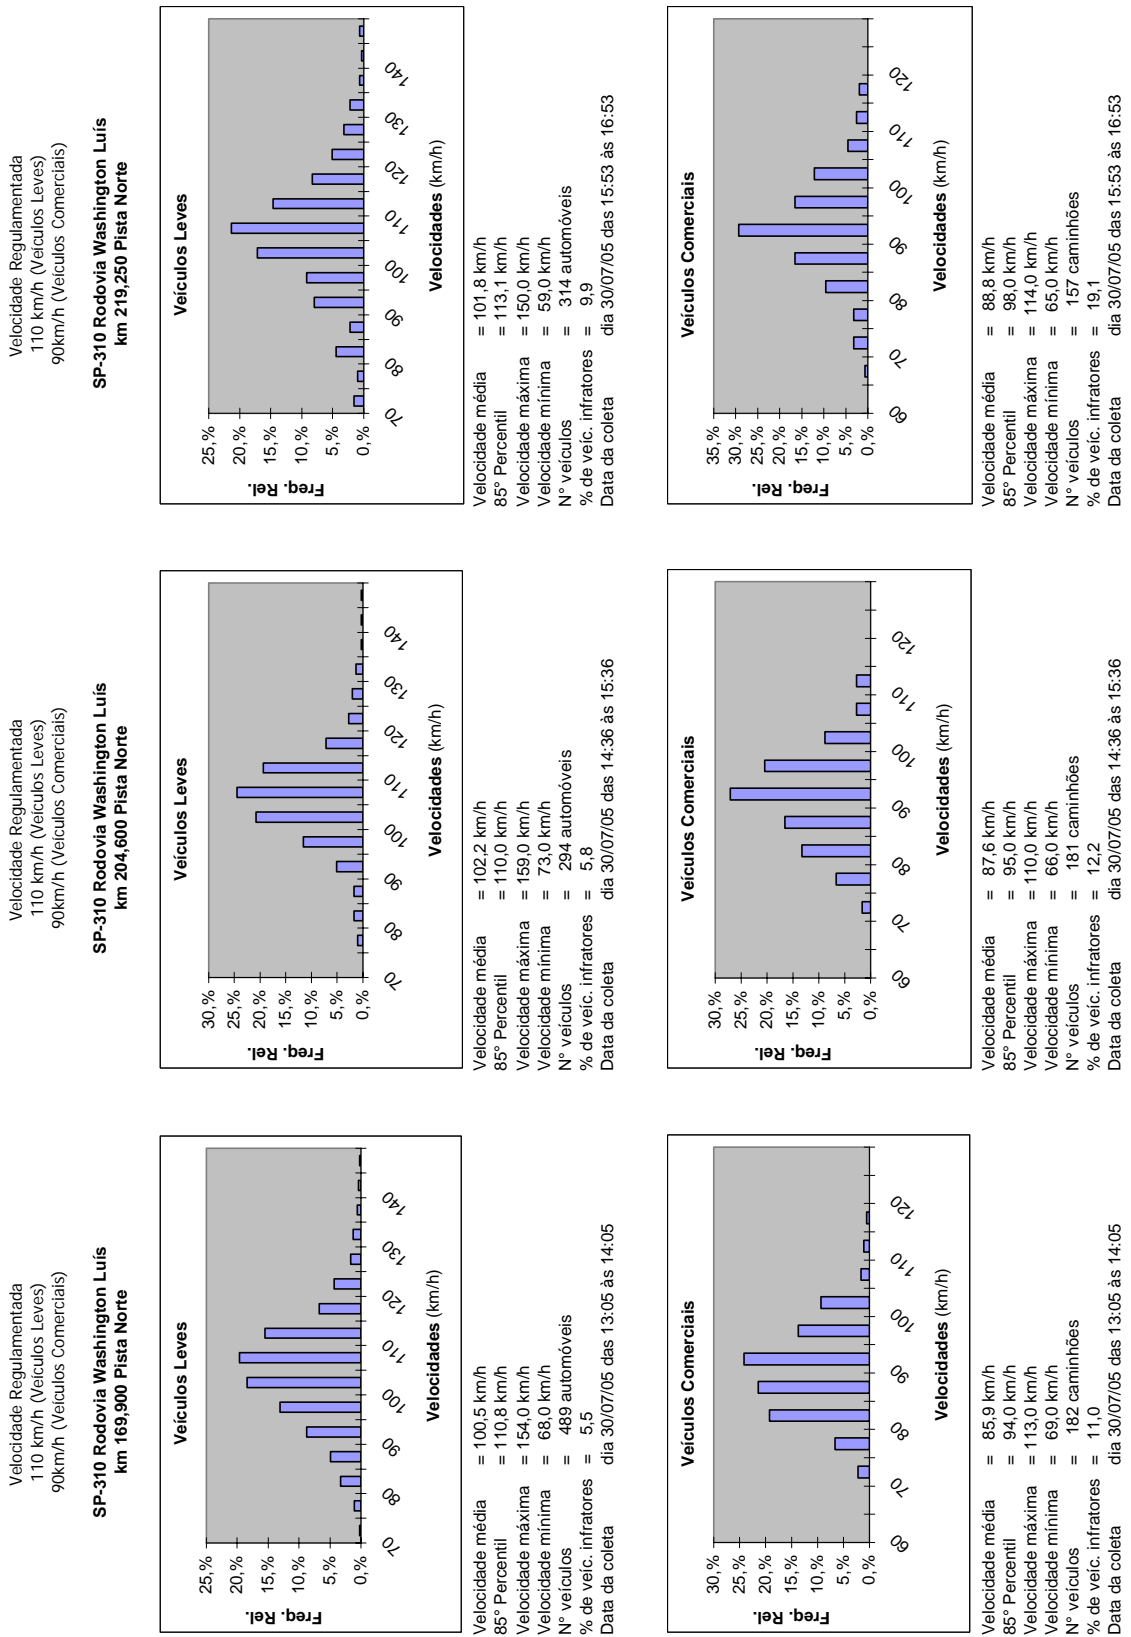 Velocidade Regulamentada
110 km/h (Veículos Leves)
90km/h (Veículos Comerciais)
SP-310 Rodovia Washington Luís
km 169,900 Pista Norte
Veículos Leves
25,%
20,%
15,%
10,%
5,%
0,%
Freq. Rel.
70 80 90 100 110 120 130 140
Velocidades (km/h)
Velocidade média = 100,5 km/h
85° Percentil = 110,8 km/h
Velocidade máxima = 154,0 km/h
Velocidade mínima = 68,0 km/h
N° veículos = 489 automóveis
% de veíc. infratores = 5,5
Data da coleta dia 30/07/05 das 13:05 às 14:05
Veículos Comerciais
30,%
25,%
20,%
15,%
10,%
5,%
0,%
Freq. Rel.
60 70 80 90 100 110 120
Velocidades (km/h)
Velocidade média = 85,9 km/h
85° Percentil = 94,0 km/h
Velocidade máxima = 113,0 km/h
Velocidade mínima = 69,0 km/h
N° veículos = 182 caminhões
% de veíc. infratores = 11,0
Data da coleta dia 30/07/05 das 13:05 às 14:05
Velocidade Regulamentada
110 km/h (Veículos Leves)
90km/h (Veículos Comerciais)
SP-310 Rodovia Washington Luís
km 204,600 Pista Norte
Veículos Leves
30,%
25,%
20,%
15,%
10,%
5,%
0,%
Freq. Rel.
70 80 90 100 110 120 130 140
Velocidades (km/h)
Velocidade média = 102,2 km/h
85° Percentil = 110,0 km/h
Velocidade máxima = 159,0 km/h
Velocidade mínima = 73,0 km/h
N° veículos = 294 automóveis
% de veíc. infratores = 5,8
Data da coleta dia 30/07/05 das 14:36 às 15:36
Veículos Comerciais
30,%
25,%
20,%
15,%
10,%
5,%
0,%
Freq. Rel.
60 70 80 90 100 110 120
Velocidades (km/h)
Velocidade média = 87,6 km/h
85° Percentil = 95,0 km/h
Velocidade máxima = 110,0 km/h
Velocidade mínima = 66,0 km/h
N° veículos = 181 caminhões
% de veíc. infratores = 12,2
Data da coleta dia 30/07/05 das 14:36 às 15:36
Velocidade Regulamentada
110 km/h (Veículos Leves)
90km/h (Veículos Comerciais)
SP-310 Rodovia Washington Luís
km 219,250 Pista Norte
Veículos Leves
25,%
20,%
15,%
10,%
5,%
0,%
Freq. Rel.
70 80 90 100 110 120 130 140
Velocidades (km/h)
Velocidade média = 101,8 km/h
85° Percentil = 113,1 km/h
Velocidade máxima = 150,0 km/h
Velocidade mínima = 59,0 km/h
N° veículos = 314 automóveis
% de veíc. infratores = 9,9
Data da coleta dia 30/07/05 das 15:53 às 16:53
Veículos Comerciais
35,%
30,%
25,%
20,%
15,%
10,%
5,%
0,%
Freq. Rel.
60 70 80 90 100 110 120
Velocidades (km/h)
Velocidade média = 88,8 km/h
85° Percentil = 98,0 km/h
Velocidade máxima = 114,0 km/h
Velocidade mínima = 65,0 km/h
N° veículos = 157 caminhões
% de veíc. infratores = 19,1
Data da coleta dia 30/07/05 das 15:53 às 16:53